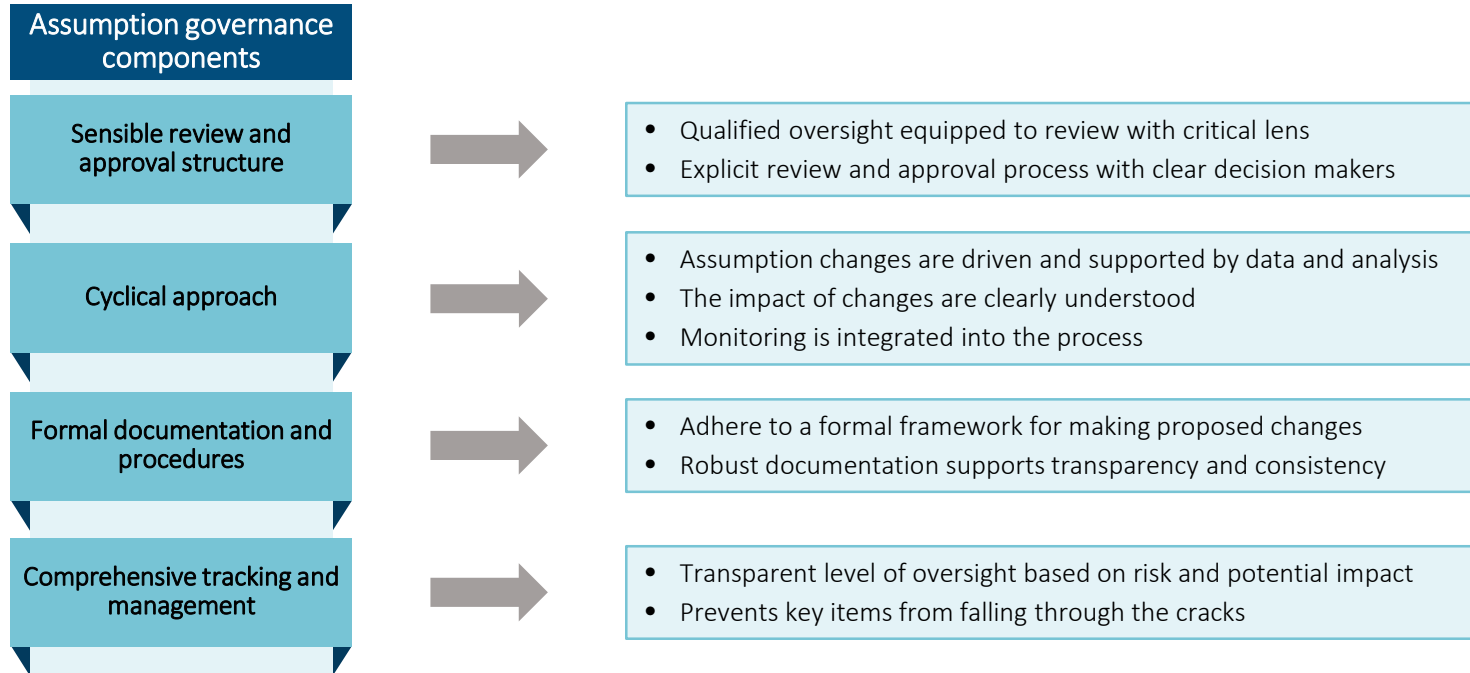 Assumption governance
components
Sensible review and
approval structure
• Qualified oversight equipped to review with critical lens
• Explicit review and approval process with clear decision makers
Cyclical approach
• Assumption changes are driven and supported by data and analysis
• The impact of changes are clearly understood
• Monitoring is integrated into the process
Formal documentation and
procedures
• Adhere to a formal framework for making proposed changes
• Robust documentation supports transparency and consistency
Comprehensive tracking and
management
• Transparent level of oversight based on risk and potential impact
• Prevents key items from falling through the cracks